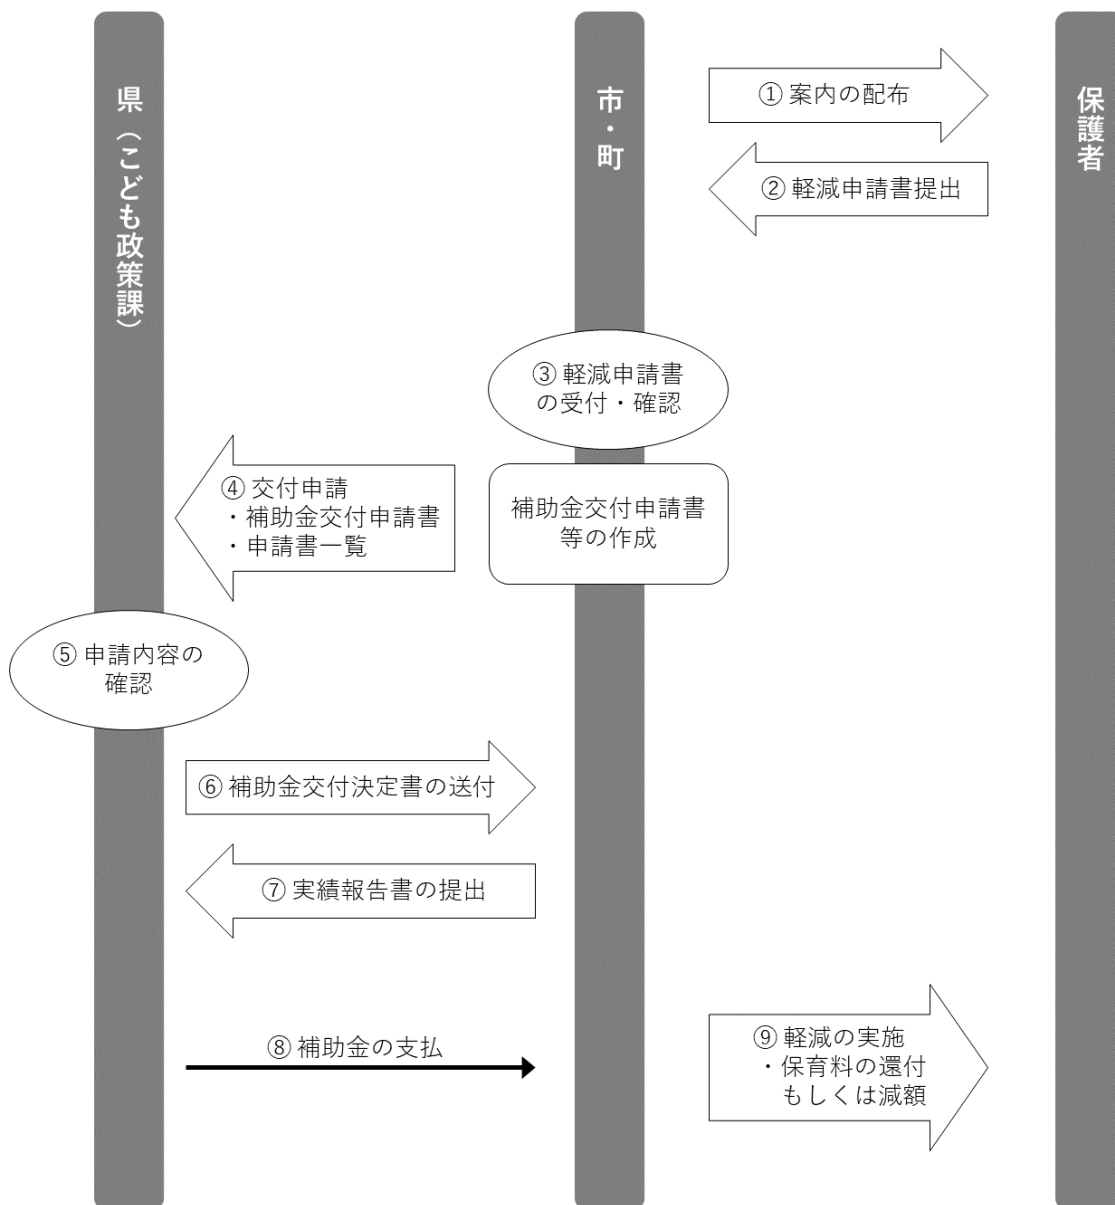 県（こども政策課）
市・町
保護者
① 案内の配布
② 軽減申請書提出
③ 軽減申請書
の受付・確認
④ 交付申請
・補助金交付申請書
・申請書一覧
補助金交付申請書
等の作成
⑤ 申請内容の
確認
⑥ 補助金交付決定書の送付
⑦ 実績報告書の提出
⑧ 補助金の支払
⑨ 軽減の実施
・保育料の還付
もしくは減額